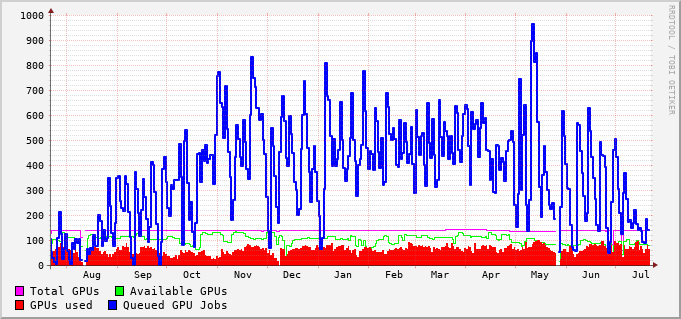 1000
900
800
700
600
500
400
300
200
100
0
Aug Sep Oct Nov Dec Jan Feb Mar Apr May Jun Jul
Total GPUs Available GPUs
GPUs used Queued GPU Jobs
RRDTOOL / TOBI OETIKER